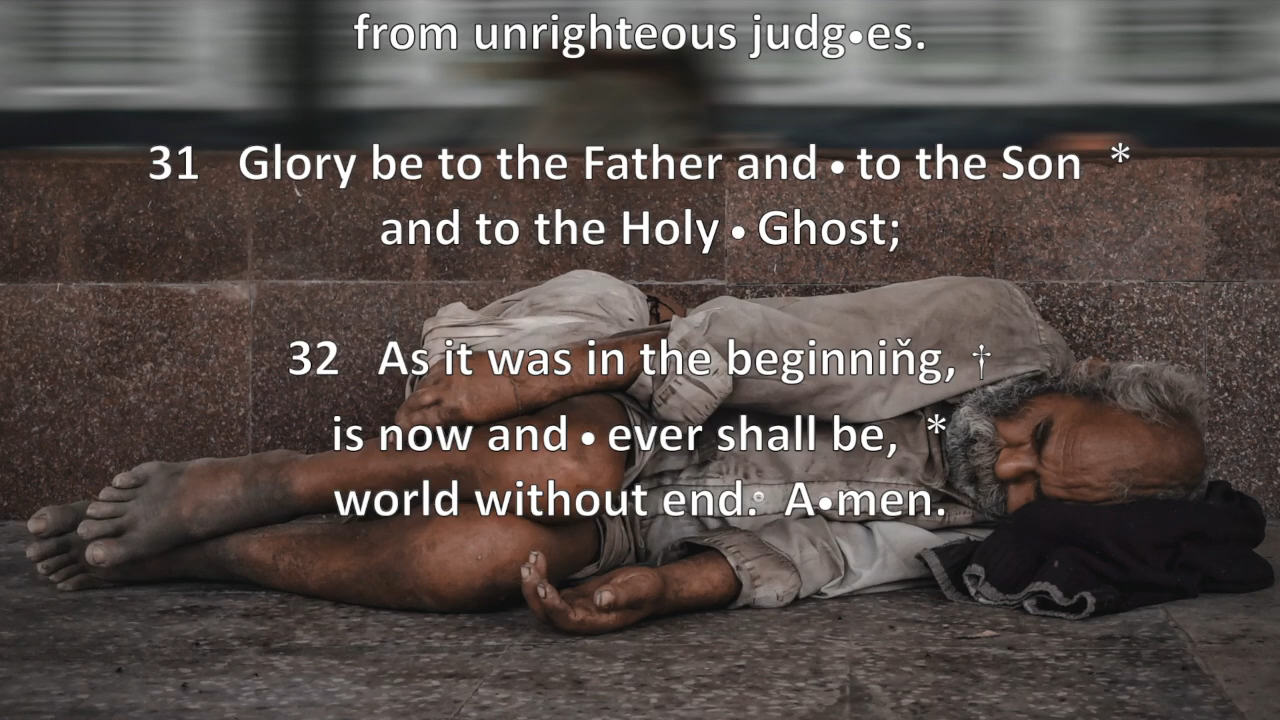 from unrighteous judg•es.
31 Glory be to the Father and • to the Son *
and to the Holy • Ghost;
32 As it was in the beginniňg, †
is now and • ever shall be, *
world without end.° A•men.